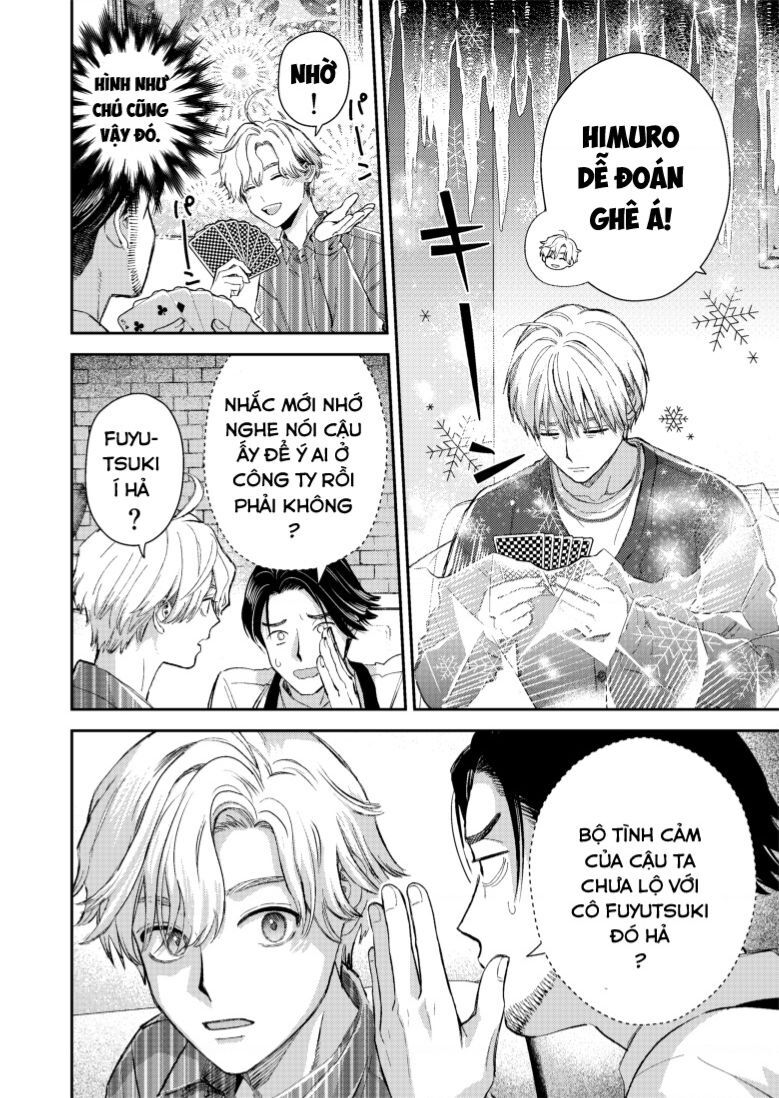 HIMURO
DỄ ĐOÁN
GHÊ Á!
NHỜ
!
HÌNH NHƯ
CHÚ CŨNG
VẬY ĐÓ.
パ
パ
NHẮC MỚI NHỚ
NGHE NÓI CẬU
ẤY ĐỂ Ý AI Ở
CÔNG TY RỒI
PHẢI KHÔNG
?
FUYU-
TSUKI
Í HẢ
?
BỘ TÌNH CẢM
CỦA CẬU TA
CHƯA LỘ VỚI
CÔ FUYUTSUKI
ĐÓ HẢ
?